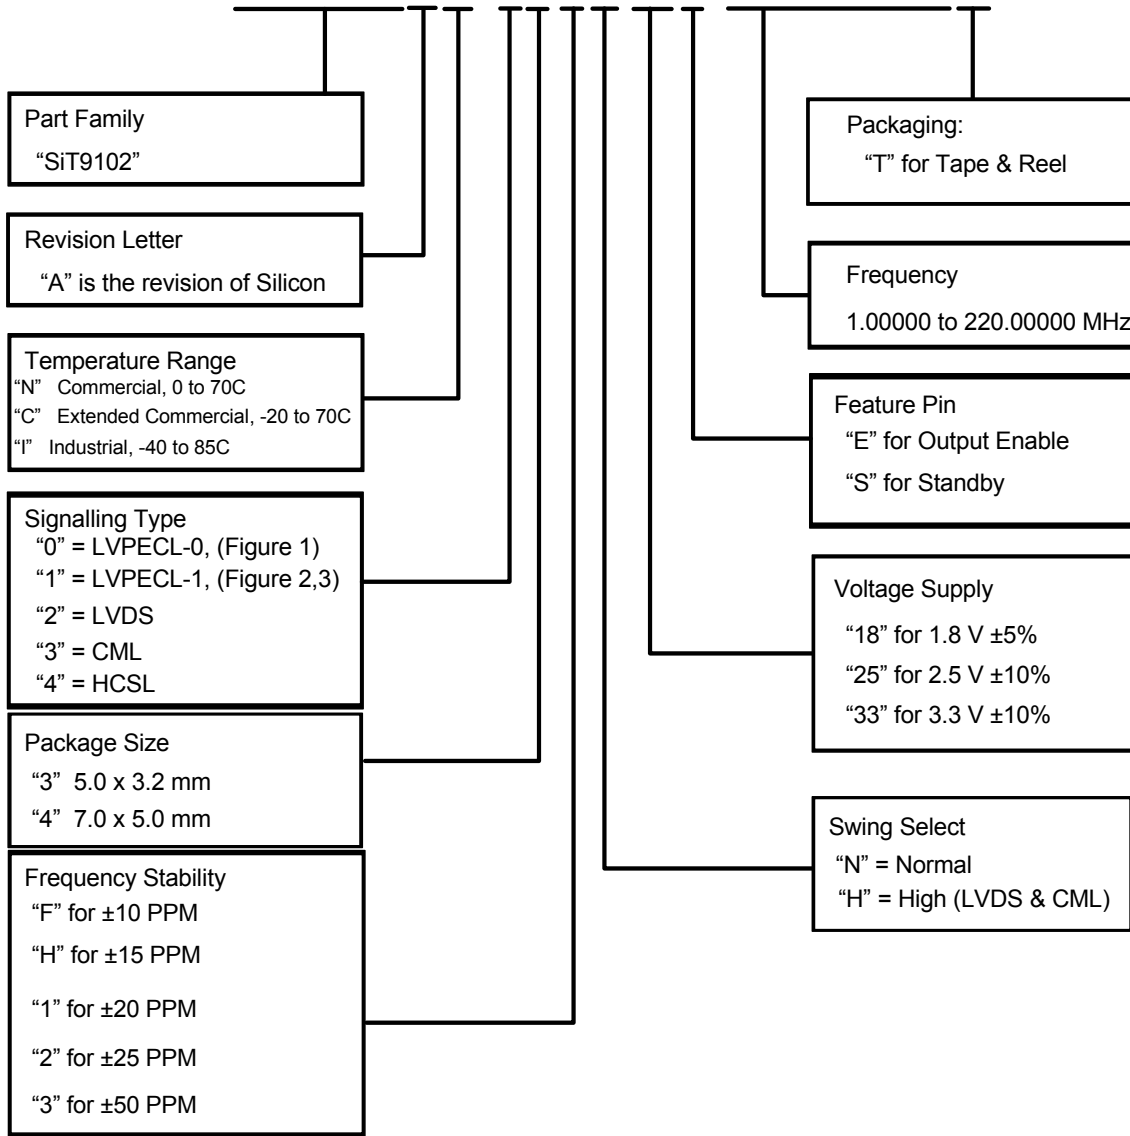 Part Family
“SiT9102”
Revision Letter
“A” is the revision of Silicon
Temperature Range
“N” Commercial, 0 to 70C
“C” Extended Commercial, -20 to 70C
“I” Industrial, -40 to 85C
Signalling Type
“0” = LVPECL-0, (Figure 1)
“1” = LVPECL-1, (Figure 2,3)
“2” = LVDS
“3” = CML
“4” = HCSL
Package Size
“3” 5.0 x 3.2 mm
“4” 7.0 x 5.0 mm
Frequency Stability
“F” for ±10 PPM
“H” for ±15 PPM
“1” for ±20 PPM
“2” for ±25 PPM
“3” for ±50 PPM
Packaging:
“T” for Tape & Reel
Frequency
1.00000 to 220.00000 MHz
Feature Pin
“E” for Output Enable
“S” for Standby
Voltage Supply
“18” for 1.8 V ±5%
“25” for 2.5 V ±10%
“33” for 3.3 V ±10%
Swing Select
“N” = Normal
“H” = High (LVDS & CML)